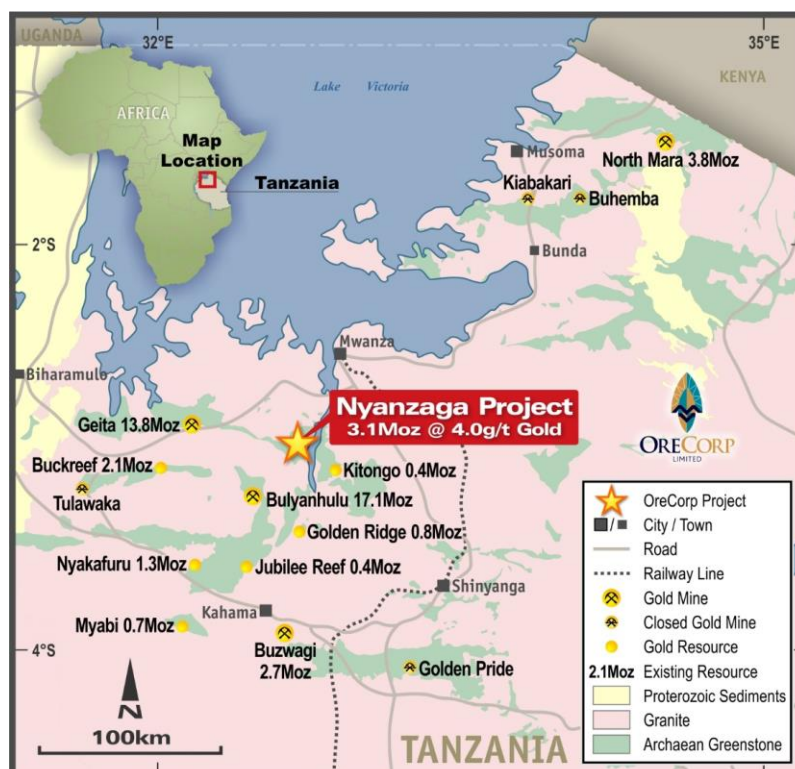 UGANDA
32°E
35°E
KENYA
Lake Victoria
AFRICA
Map
Location
Tanzania
Musoma
North Mara 3.8Moz
Kiabakari
Buhemba
2°S
Bunda
Mwanza
Biharamulo
Nyanzaga Project
3.1Moz @ 4.0g/t Gold
ORECORP
LIMITED
Geita 13.8Moz
Buckreef 2.1Moz
Kitongo 0.4Moz
Tulawaka
Bulyanhulu 17.1Moz
Golden Ridge 0.8Moz
Nyakafuru 1.3Moz
Jubilee Reef 0.4Moz
Shinyanga
Kahama
Myabi 0.7Moz
Buzwagi
2.7Moz
Golden Pride
4°S
N
100km
TANZANIA
OreCorp Project
/ City / Town
Road
Railway Line
Gold Mine
Closed Gold Mine
Gold Resource
2.1Moz Existing Resource
Proterozoic Sediments
Granite
Archaean Greenstone